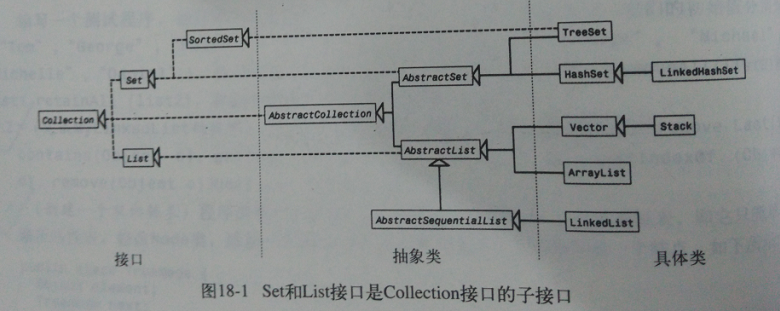 SortedSet
TreeSet
Set
AbstractSet
HashSet
LinkedHashSet
Collection
AbstractCollection
Vector
Stack
List
AbstractList
ArrayList
AbstractSequentialList
LinkedList
接口
抽象类
具体类
图18-1 Set和List接口是Collection接口的子接口